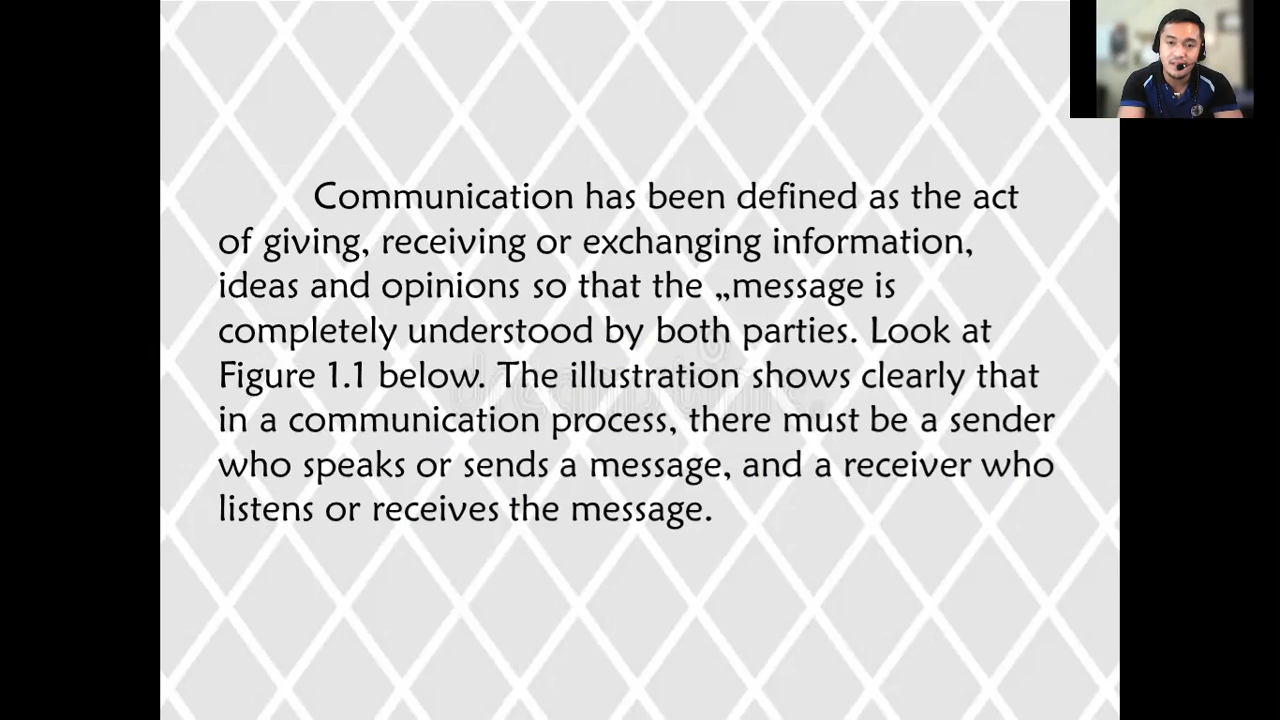 Communication has been defined as the act
of giving, receiving or exchanging information,
ideas and opinions so that the „message is
completely understood by both parties. Look at
Figure 1.1 below. The illustration shows clearly that
in a communication process, there must be a sender
who speaks or sends a message, and a receiver who
listens or receives the message.